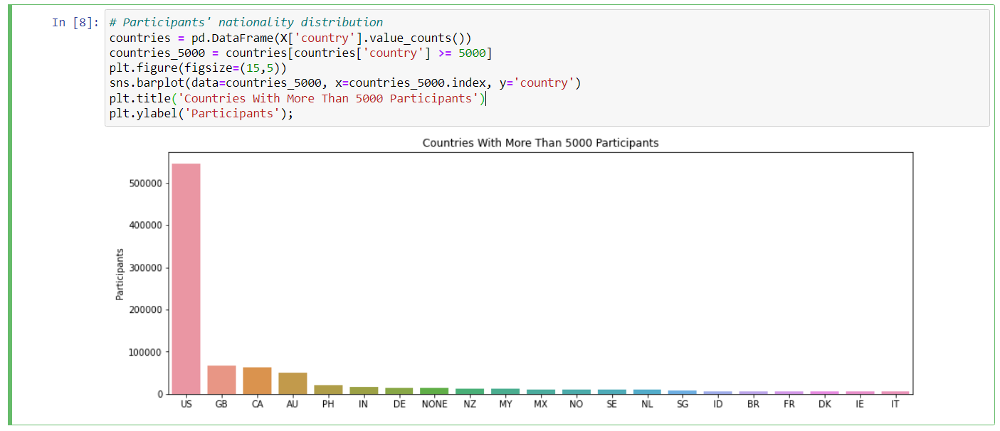 In [8]:
# Participants' nationality distribution
countries = pd.DataFrame(X['country'].value_counts())
countries_5000 = countries[countries['country'] >= 5000]
plt.figure(figsize=(15,5))
sns.barplot(data=countries_5000, x=countries_5000.index, y='country')
plt.title('Countries With More Than 5000 Participants')
plt.ylabel('Participants');
Countries With More Than 5000 Participants
Participants
500000
400000
300000
200000
100000
0
US GB CA AU PH IN DE NONE NZ MY MX NO SE NL SG ID BR FR DK IE IT